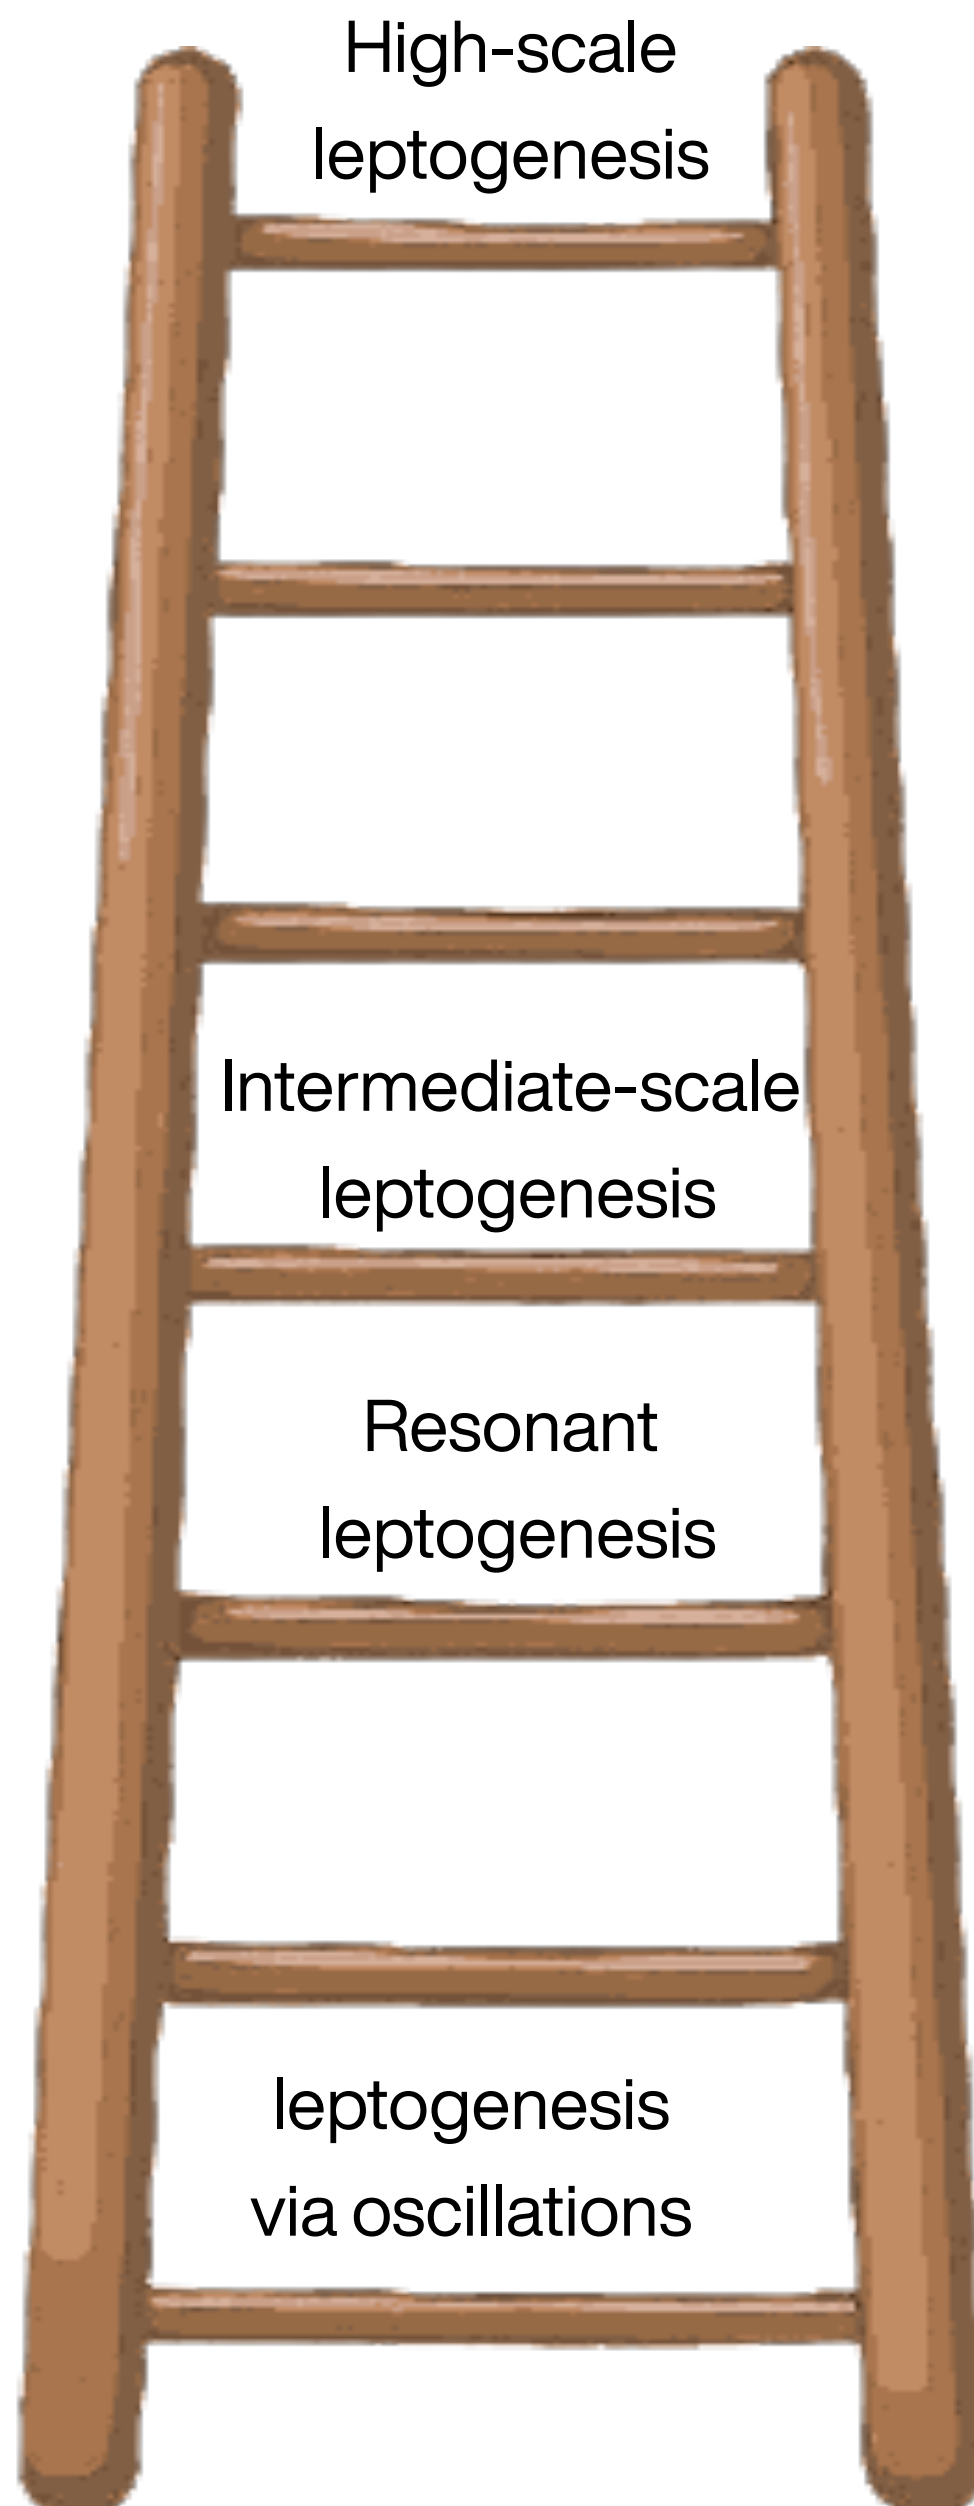 High-scale
leptogenesis
Intermediate-scale
leptogenesis
Resonant
leptogenesis
leptogenesis
via oscillations